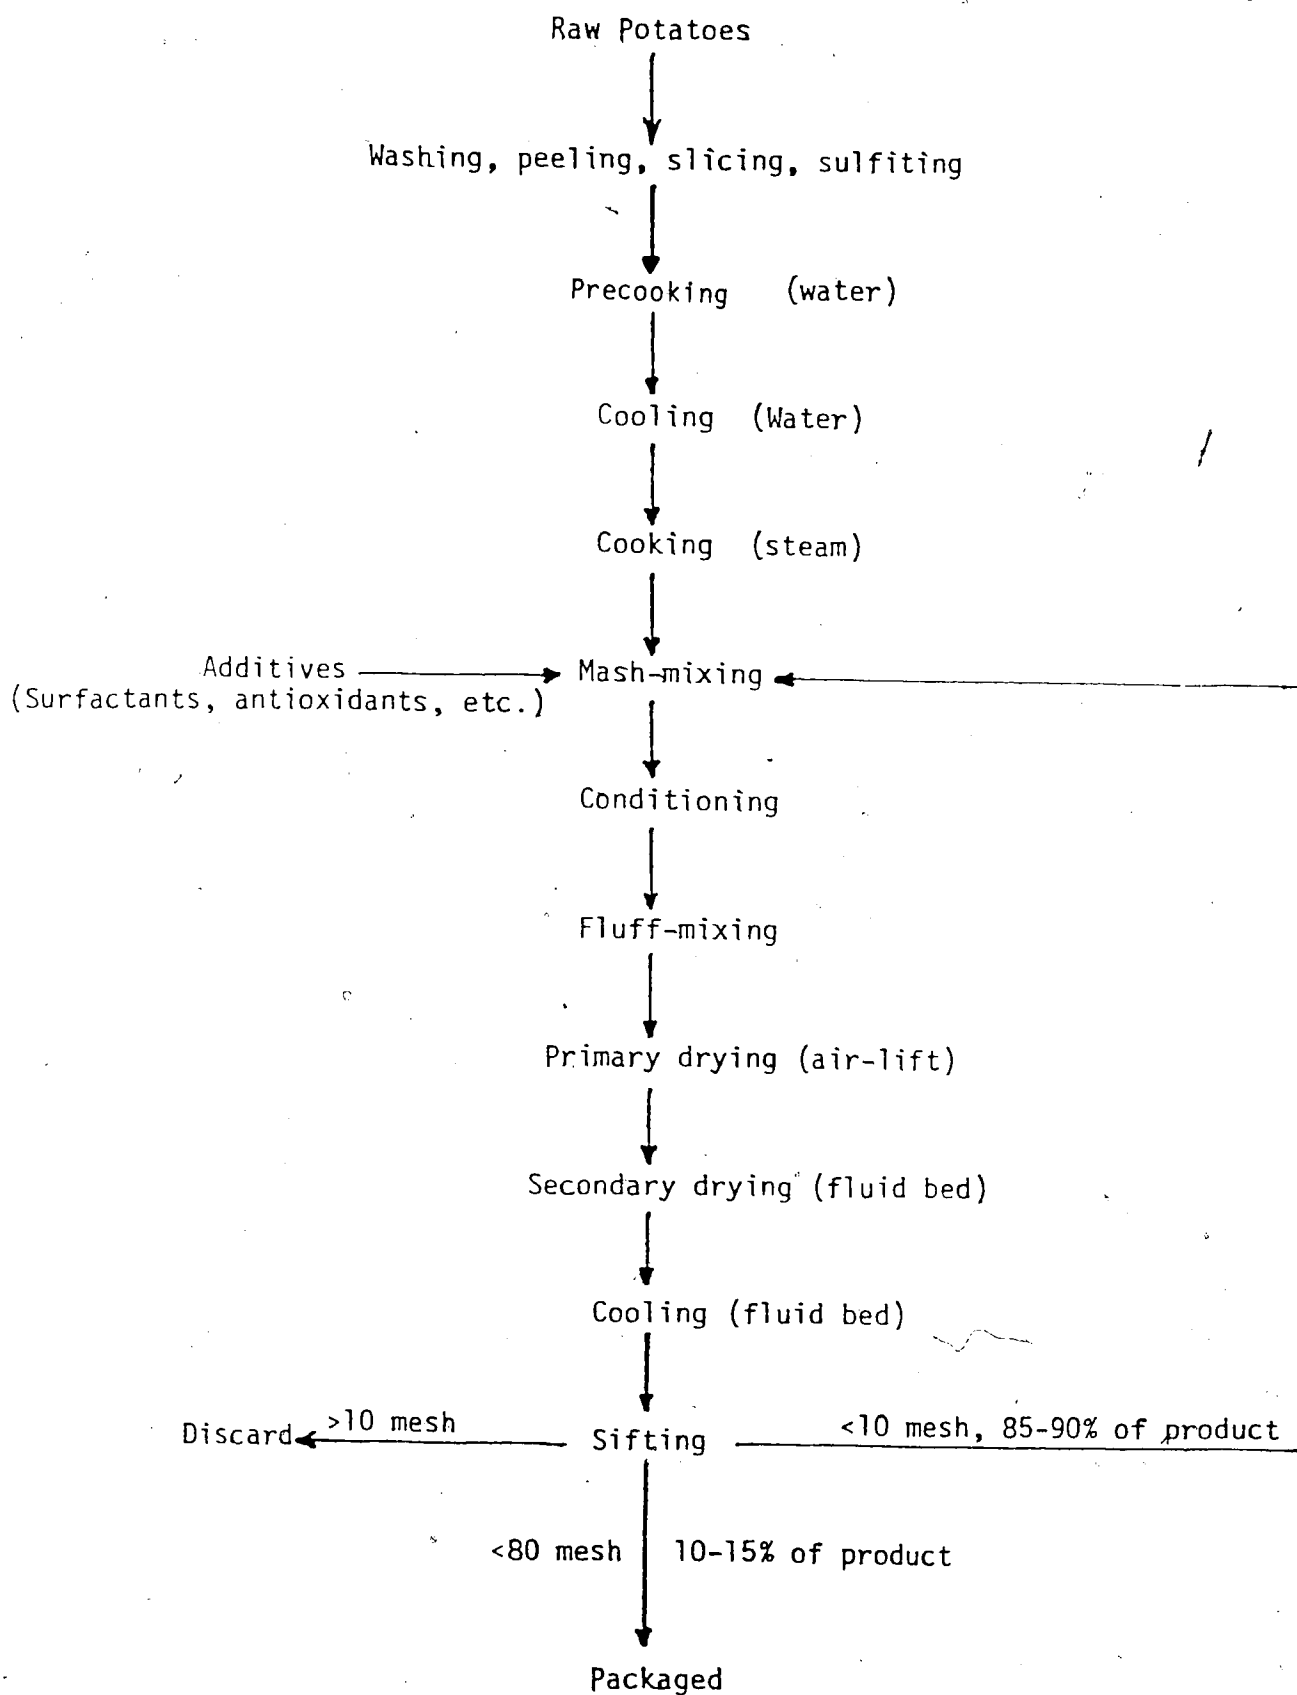 Raw Potatoes
Washing, peeling, slicing, sulfiting
Precooking (water)
Cooling (Water)
Cooking (steam)
Additives
(Surfactants, antioxidants, etc.)
Mash-mixing
Conditioning
Fluff-mixing
Primary drying (air-lift)
Secondary drying (fluid bed)
Cooling (fluid bed)
Discard >10 mesh Sifting <10 mesh, 85-90% of product
<80 mesh 10-15% of product
Packaged